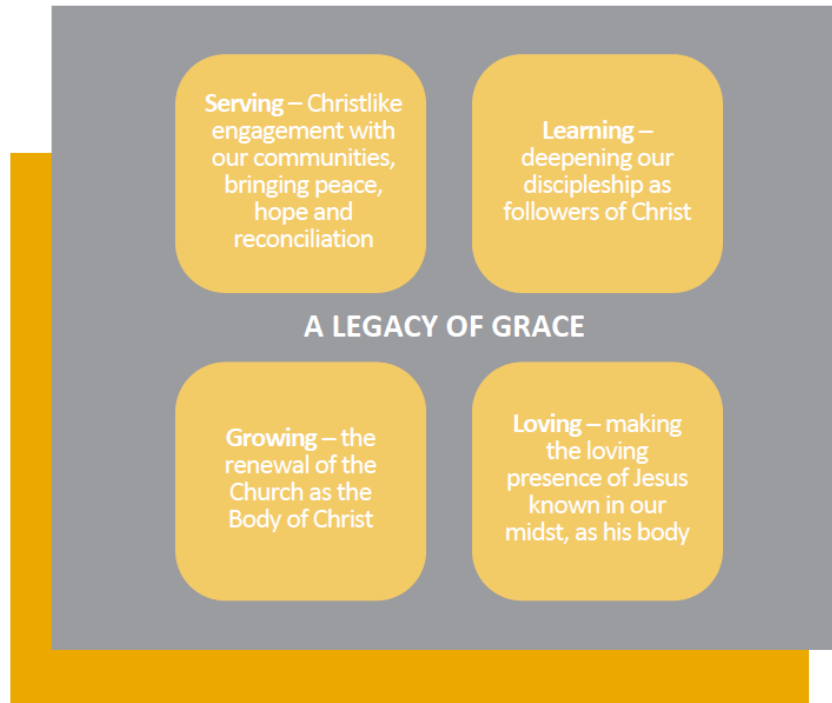 Serving – Christlike
engagement with
our communities,
bringing peace,
hope and
reconciliation
Learning –
deepening our
discipleship as
followers of Christ
A LEGACY OF GRACE
Growing – the
renewal of the
Church as the
Body of Christ
Loving – making
the loving
presence of Jesus
known in our
midst, as his body